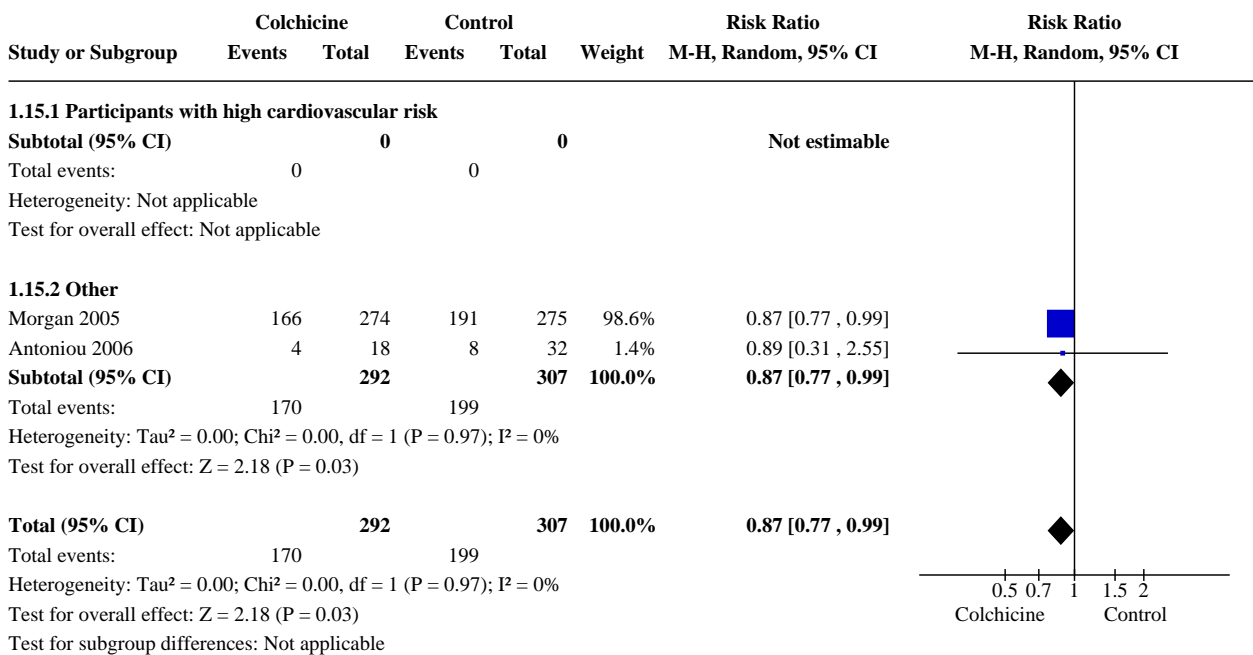 Colchicine Control Risk Ratio Risk Ratio
Study or Subgroup Events Total Events Total Weight M-H, Random, 95% CI M-H, Random, 95% CI
1.15.1 Participants with high cardiovascular risk
Subtotal (95% CI) 0 0 Not estimable
Total events: 0 0
Heterogeneity: Not applicable
Test for overall effect: Not applicable
1.15.2 Other
Morgan 2005 166 274 191 275 98.6% 0.87 [0.77 , 0.99]
Antoniou 2006 4 18 8 32 1.4% 0.89 [0.31 , 2.55]
Subtotal (95% CI) 292 307 100.0% 0.87 [0.77 , 0.99]
Total events: 170 199
Heterogeneity: Tau² = 0.00; Chi² = 0.00, df = 1 (P = 0.97); I² = 0%
Test for overall effect: Z = 2.18 (P = 0.03)
Total (95% CI) 292 307 100.0% 0.87 [0.77 , 0.99]
Total events: 170 199
Heterogeneity: Tau² = 0.00; Chi² = 0.00, df = 1 (P = 0.97); I² = 0%
0.5 0.7 1 1.5 2
Test for overall effect: Z = 2.18 (P = 0.03)
Colchicine Control
Test for subgroup differences: Not applicable